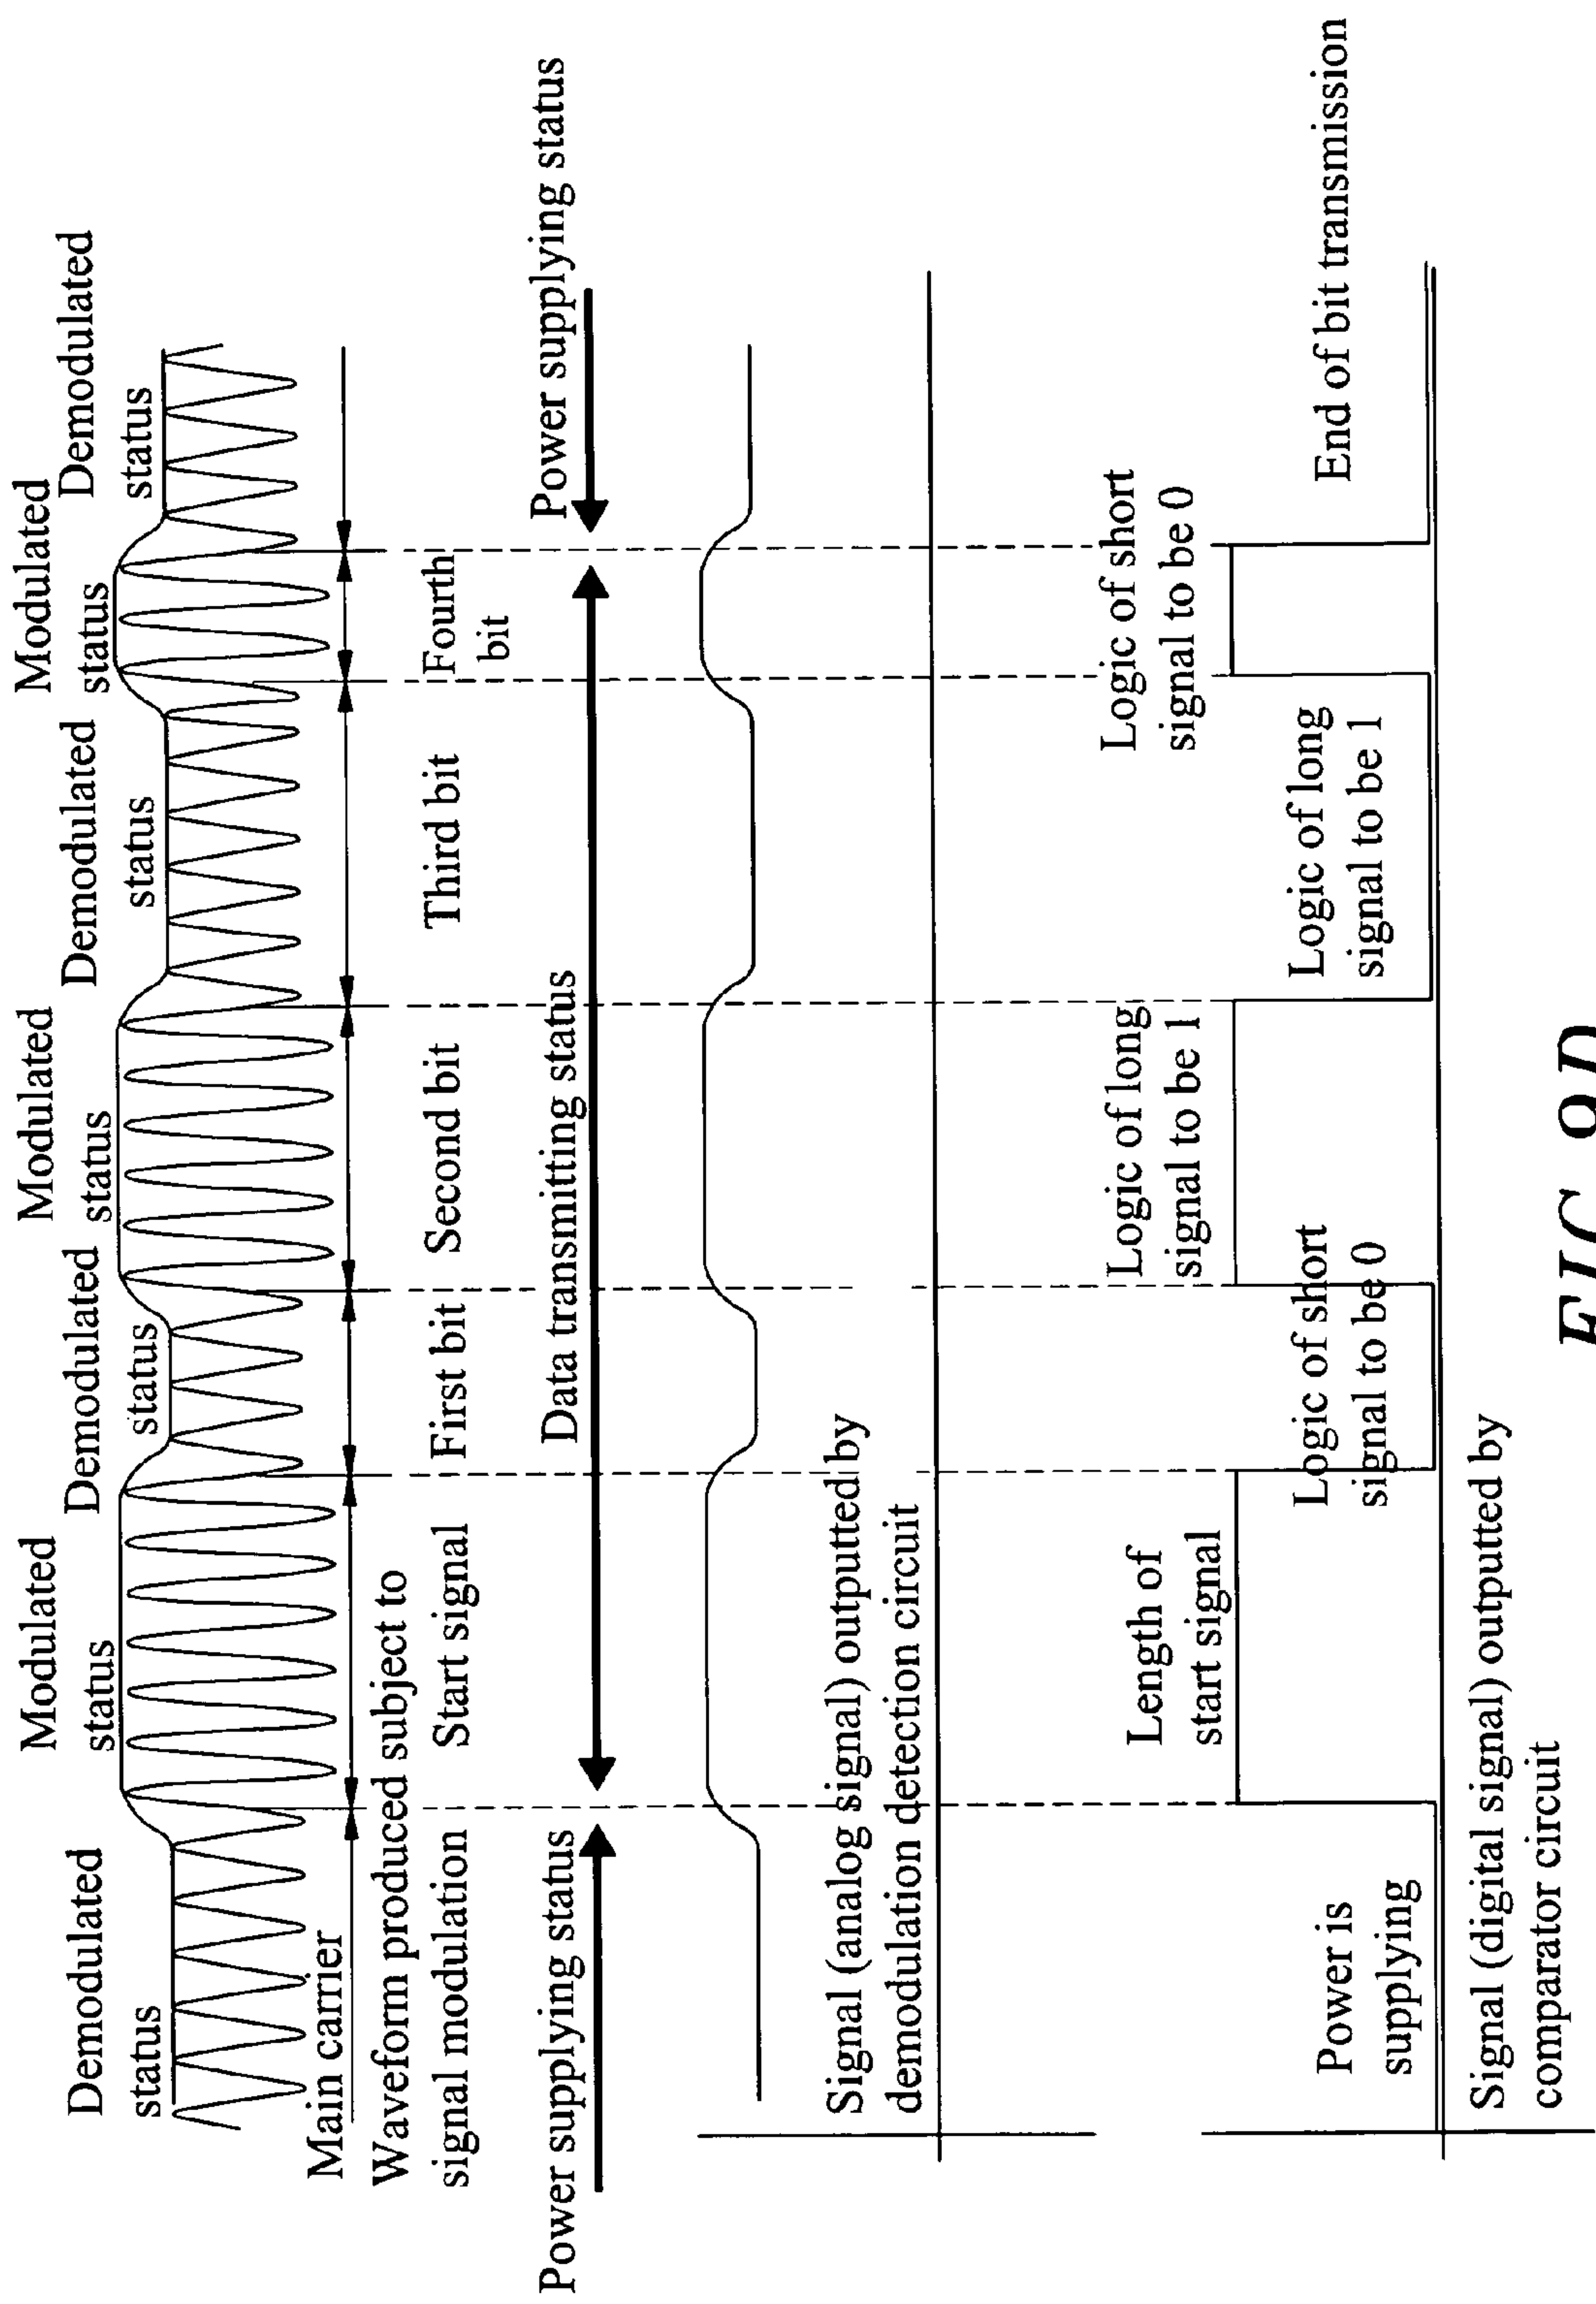 Demodulated
status
Modulated
status
Demodulated
status
Modulated
status
Demodulated
status
Modulated
status
Demodulated
status
Main carrier
Waveform produced subject to
signal modulation
Start signal
First bit
Second bit
Third bit
Fourth
bit
Power supplying status
Data transmitting status
Power supplying status
Signal (analog signal) outputted by
demodulation detection circuit
Length of
start signal
Logic of long
signal to be 1
Logic of short
signal to be 0
Power is
supplying
Logic of short
signal to be 0
Logic of long
signal to be 1
End of bit transmission
Signal (digital signal) outputted by
comparator circuit